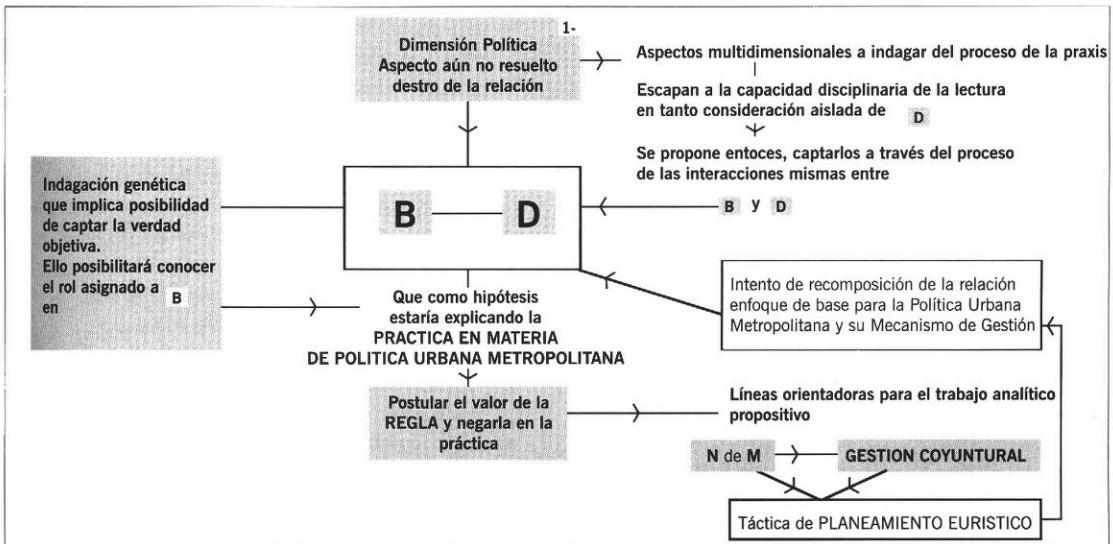 1-
Dimensión Política
Aspecto aún no resuelto
destro de la relación
Aspectos multidimensionales a indagar del proceso de la praxis
Escapan a la capacidad disciplinaria de la lectura
en tanto consideración aislada de D
Se propone entoces, captarlos a través del proceso
de las interacciones mismas entre
B y D
Indagación genética
que implica posibilidad
de captar la verdad
objetiva.
Ello posibilitará conocer
el rol asignado a B
en
B D
Intento de recomposición de la relación
enfoque de base para la Política Urbana
Metropolitana y su Mecanismo de Gestión
Que como hipótesis
estaría explicando la
PRACTICA EN MATERIA
DE POLITICA URBANA METROPOLITANA
Postular el valor de la
REGLA y negarla en la
práctica
Líneas orientadoras para el trabajo analítico
propositivo
N de M GESTION COYUNTURAL
Táctica de PLANEAMIENTO EURISTICO